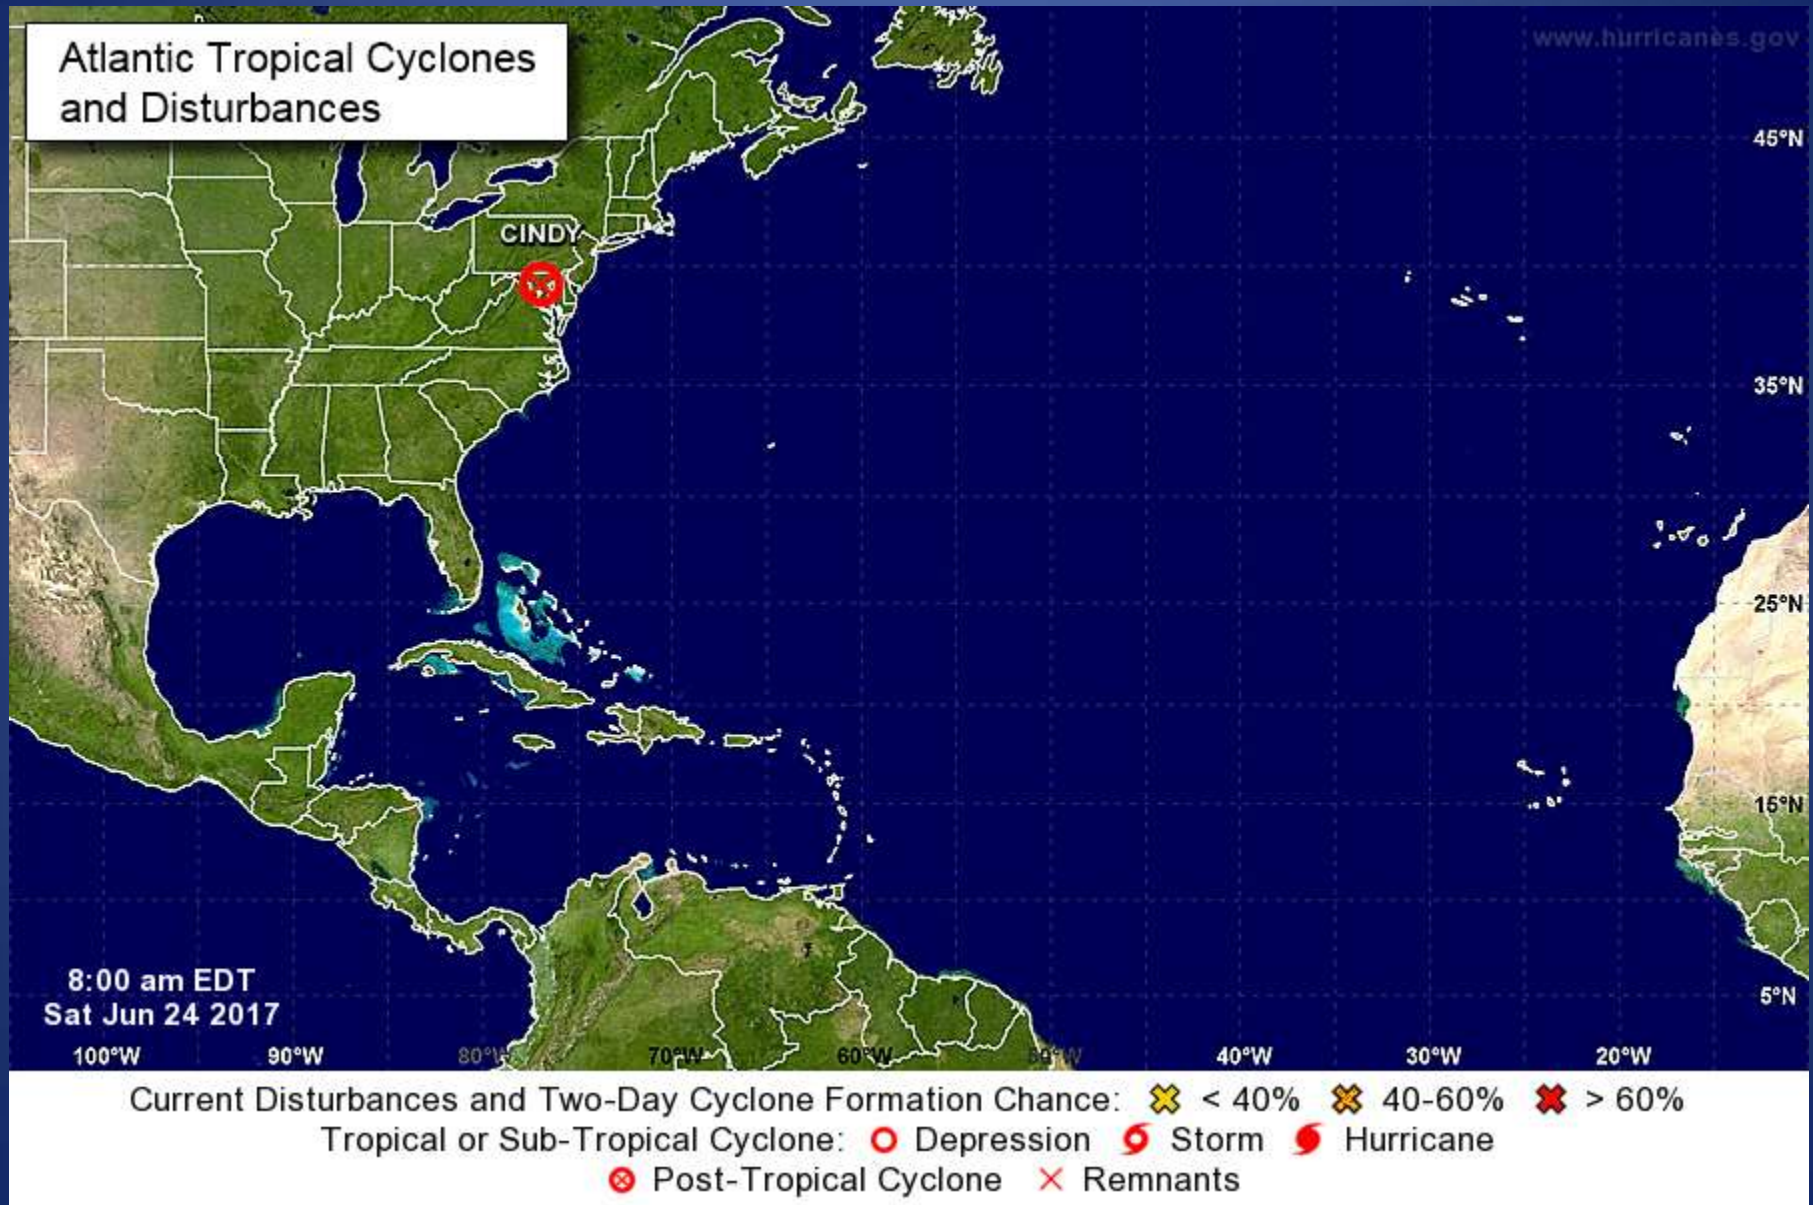 Atlantic Tropical Cyclones
and Disturbances
www.hurricanes.gov
45°N
CINDY
35°N
25°N
15°N
8:00 am EDT
Sat Jun 24 2017
5°N
100°W 90°W 80°W 70°W 60°W 50°W 40°W 30°W 20°W
Current Disturbances and Two-Day Cyclone Formation Chance: < 40% 40-60% > 60%
Tropical or Sub-Tropical Cyclone: Depression Storm Hurricane
Post-Tropical Cyclone Remnants